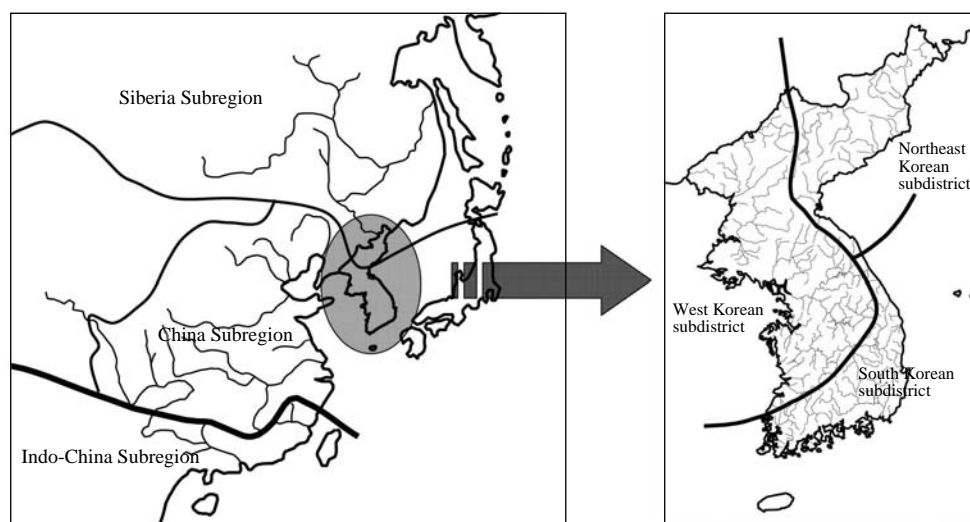 Siberia Subregion
China Subregion
Indo-China Subregion
Northeast
Korean
subdistrict
West Korean
subdistrict
South Korean
subdistrict